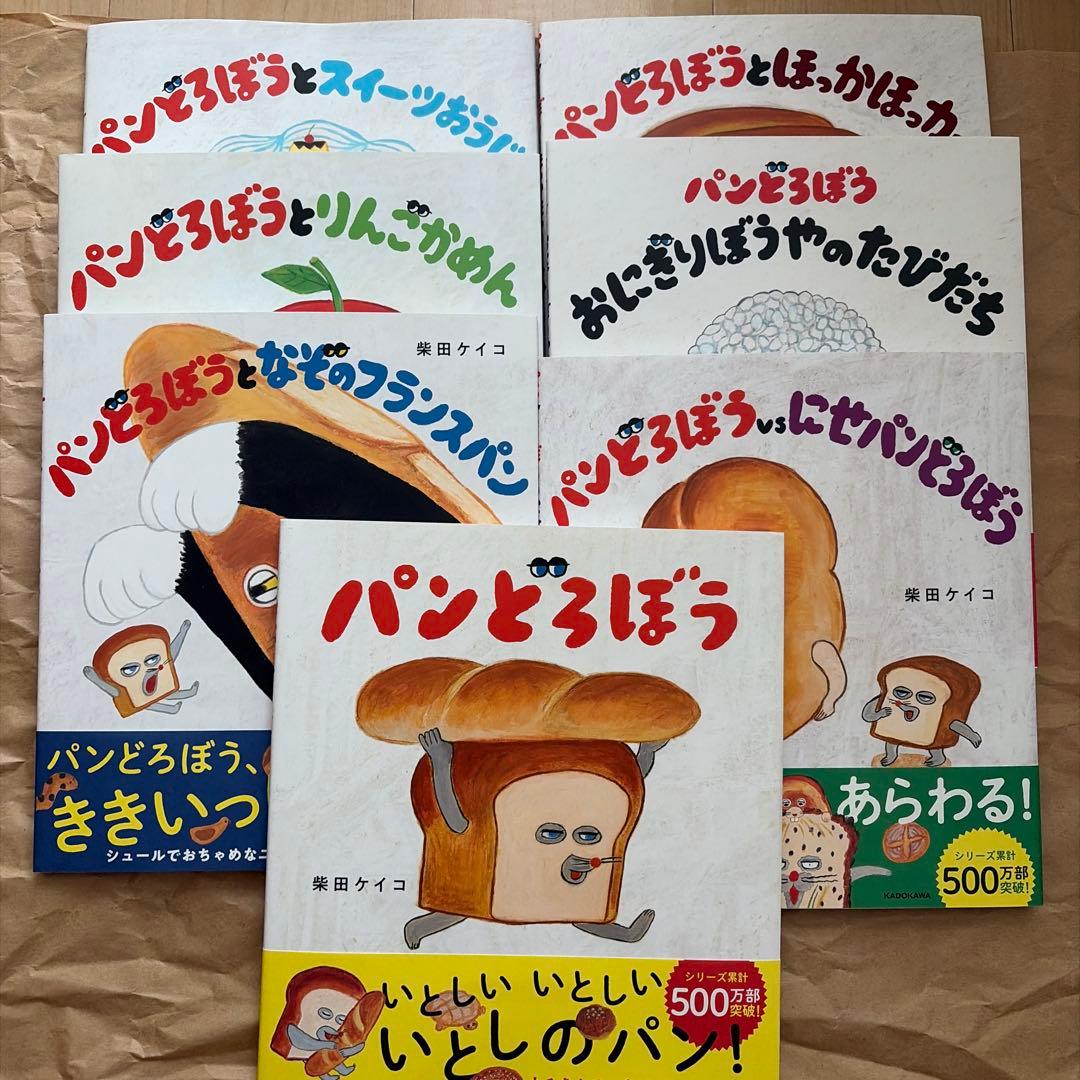 パンどろぼうとスイーツおうじ
パンどろぼうとほっかほっカ
パンどろぼうとりんごかめん
パンどろぼう
おにぎりぼうやのたびだち
柴田ケイコ
パンどろぼうとなぞのフランスパン
パンどろぼうvsにせパンどろぼう
柴田ケイコ
パンどろぼう、
ききいっ
シュールでおちゃめなニ
あらわる!
シリーズ累計
500万部
突破!
KADOKAWA
パンどろぼう
柴田ケイコ
いとしい いとしい
いとしのパン!
シリーズ累計
500万部
突破!